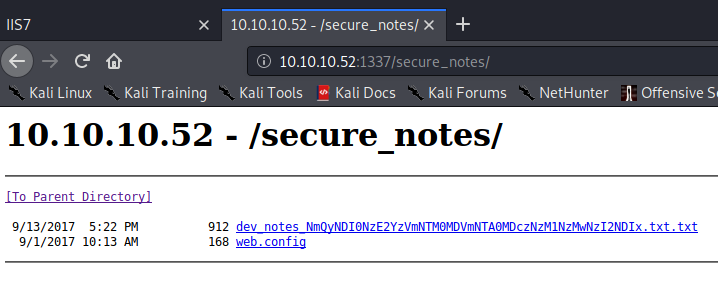 IIS7
10.10.10.52 - /secure_notes/
10.10.10.52:1337/secure_notes/
Kali Linux Kali Training Kali Tools Kali Docs Kali Forums NetHunter Offensive Se
10.10.10.52 - /secure_notes/
[To Parent Directory]
9/13/2017 5:22 PM 912 dev_notes_NmQyNDI0NzE2YzVmNTM0MDVmNTA0MDczNzM1NzMwNzI2NDIx.txt.txt
9/1/2017 10:13 AM 168 web.config